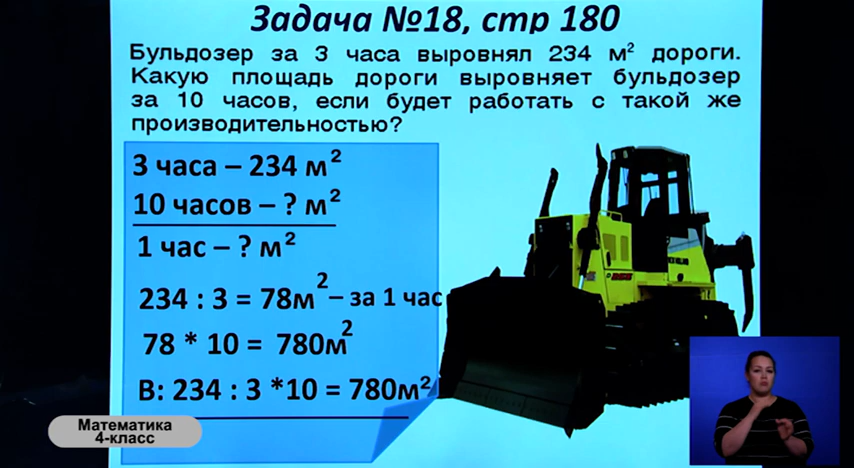 Задача №18, стр 180
Бульдозер за 3 часа выровнял 234 м² дороги.
Какую площадь дороги выровняет бульдозер
за 10 часов, если будет работать с такой же
производительностью?
3 часа – 234 м²
10 часов – ? м²
1 час – ? м²
234 : 3 = 78м² – за 1 час
78 * 10 = 780м²
В: 234 : 3 *10 = 780м²
Математика
4-класс